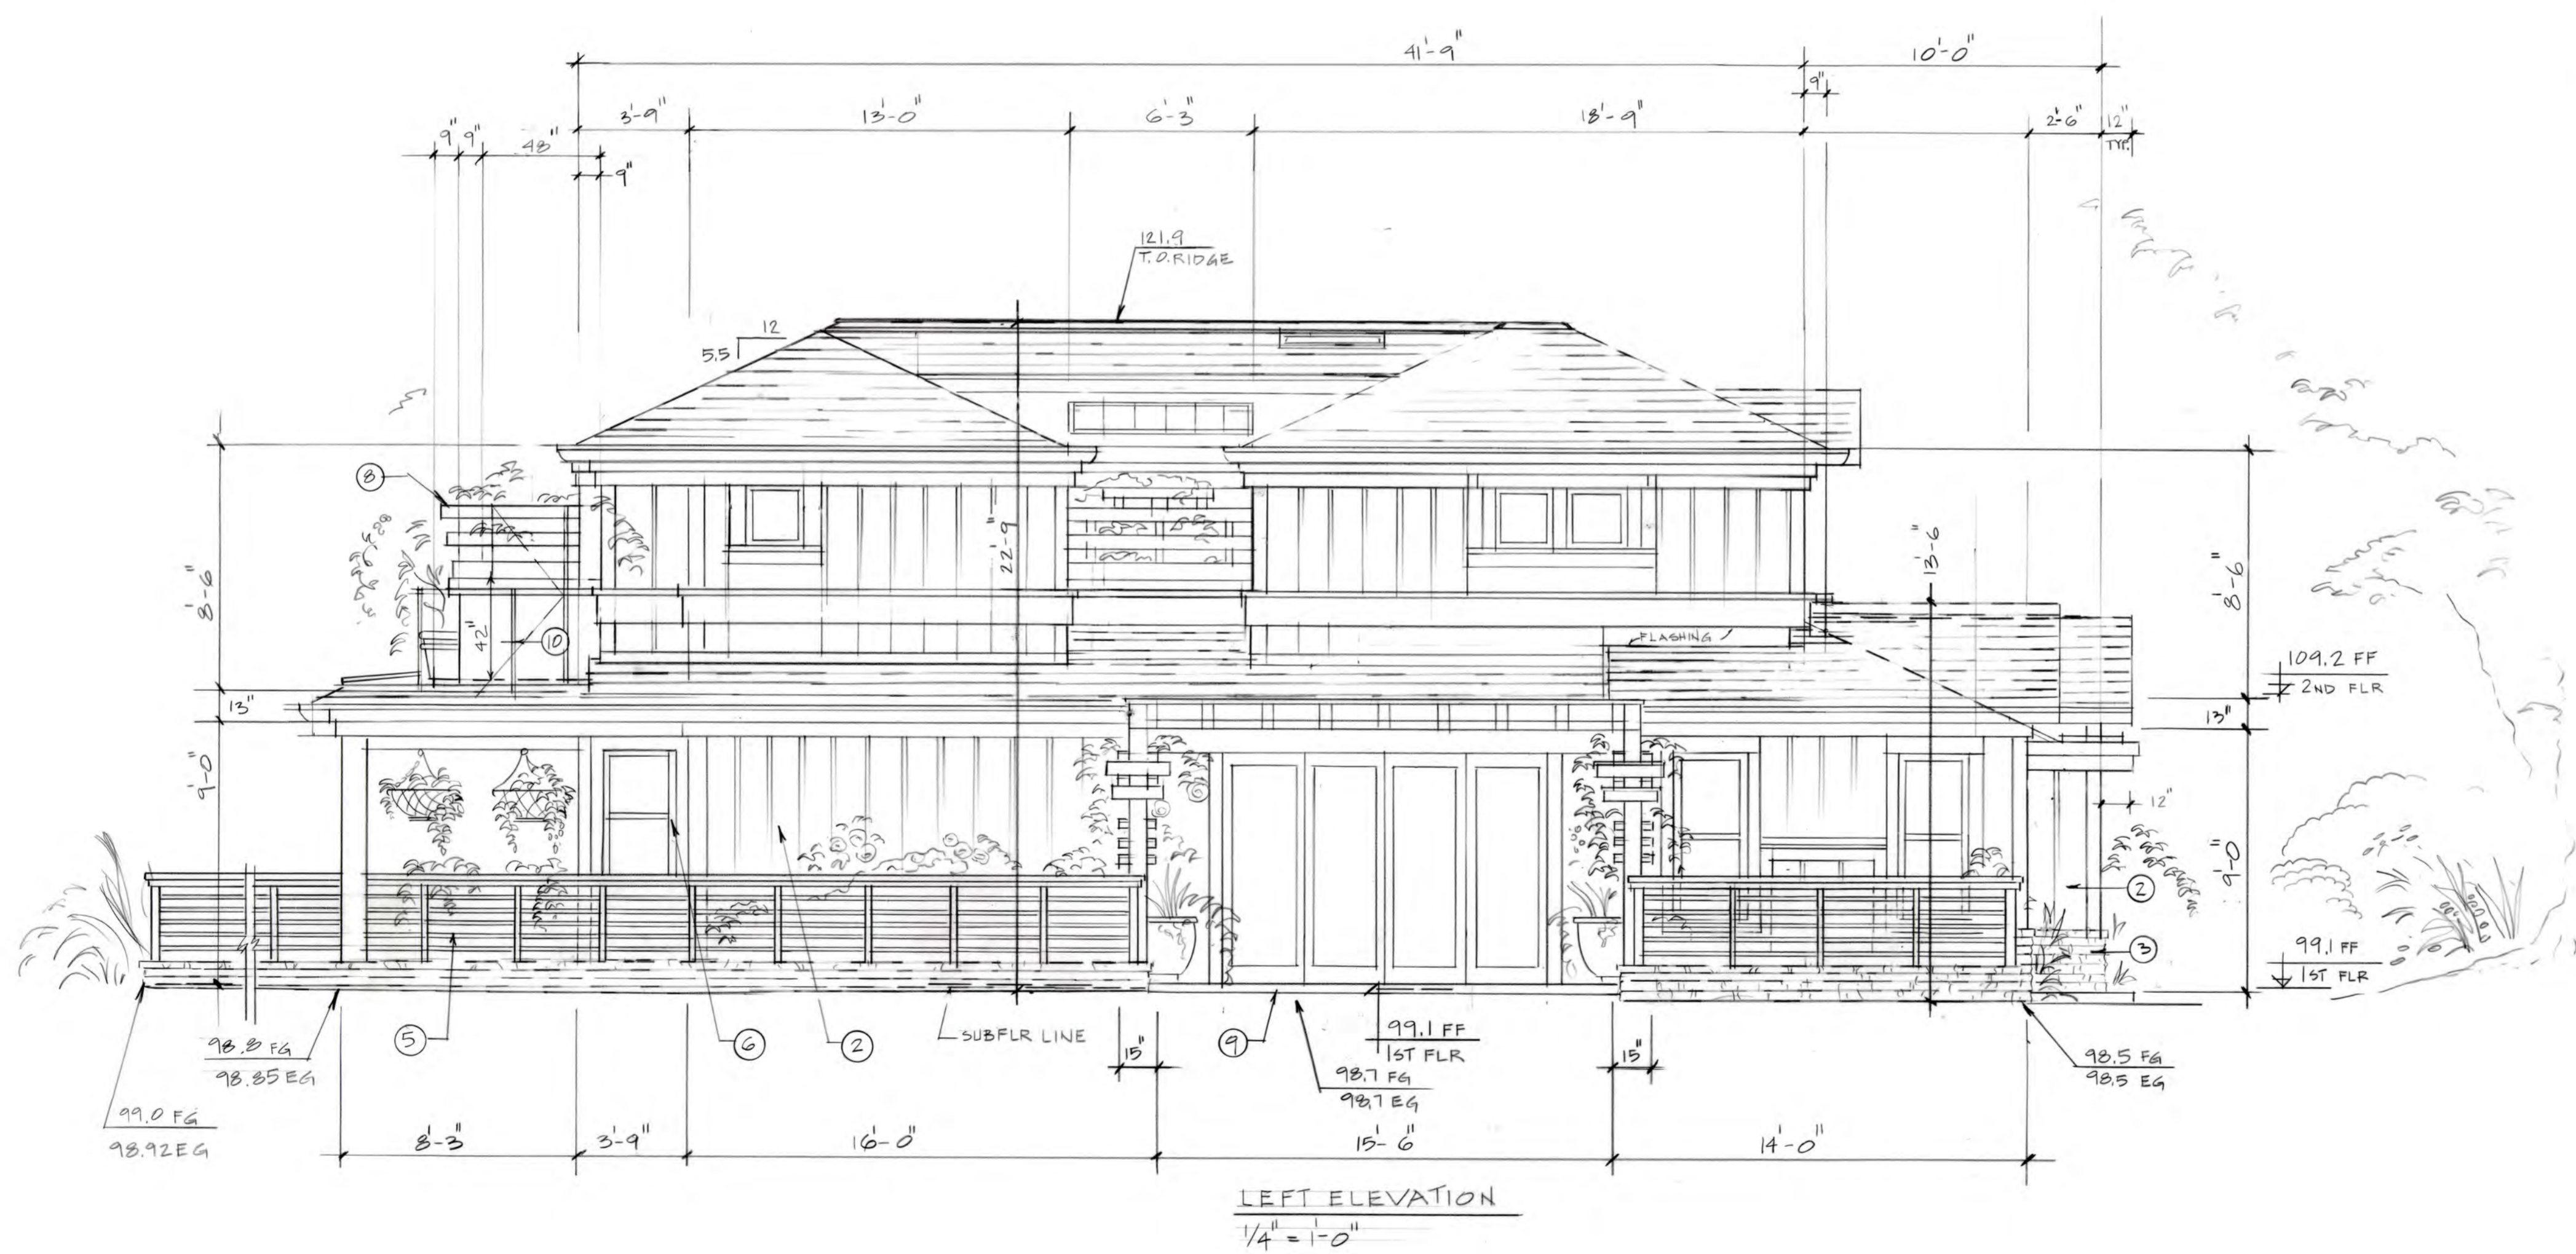 41'-9"
10'-0"
9"
3'-9"
13'-0"
6'-3"
18'-9"
2'-6"
12"
TYP.
9"
9"
48"
9"
121.9
T.O. RIDGE
12
5.5
8
22'-9"
13'-6"
8'-6"
8'-6"
42"
10
FLASHING
109.2 FF
2ND FLR
13"
13"
9'-0"
12"
9'-0"
2
3
99.1 FF
1ST FLR
98.8 FG
98.85 EG
5
6
2
SUBFLR LINE
15"
9
99.1 FF
1ST FLR
15"
98.7 FG
98.7 EG
98.5 FG
98.5 EG
99.0 FG
98.92 EG
8'-3"
3'-9"
16'-0"
15'-6"
14'-0"
LEFT ELEVATION
1/4" = 1'-0"